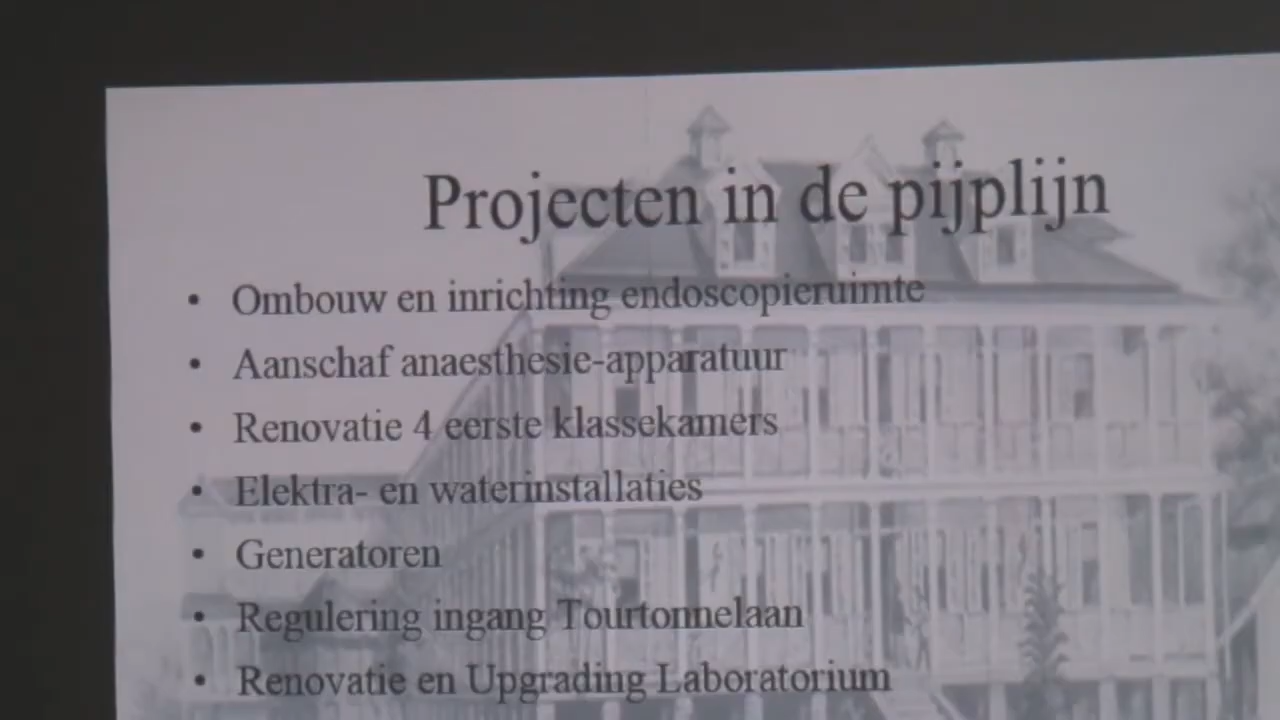 Projecten in de pijplijn
• Ombouw en inrichting endoscopieruimte
• Aanschaf anaesthesie-apparatuur
• Renovatie 4 eerste klassekamers
• Elektra- en waterinstallaties
• Generatoren
• Regulering ingang Tourtonnelaan
• Renovatie en Upgrading Laboratorium